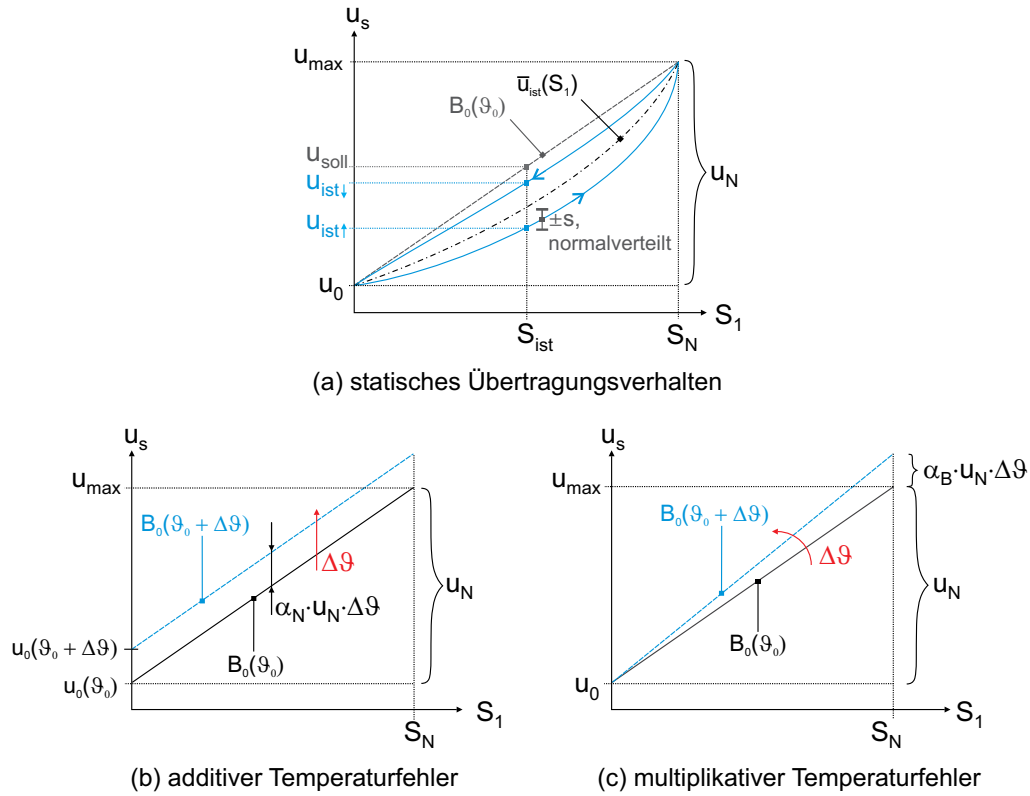 u_s
u_max
ū_ist(S_1)
B_0(ϑ_0)
u_soll
u_ist↓
u_N
u_ist↑
±s,
normalverteilt
u_0
S_1
S_ist
S_N
(a) statisches Übertragungsverhalten
u_s
u_max
B_0(ϑ_0 + Δϑ)
Δϑ
u_N
α_N·u_N·Δϑ
u_0(ϑ_0 + Δϑ)
B_0(ϑ_0)
u_0(ϑ_0)
S_1
S_N
(b) additiver Temperaturfehler
u_s
α_B·u_N·Δϑ
u_max
B_0(ϑ_0 + Δϑ)
Δϑ
u_N
B_0(ϑ_0)
u_0
S_1
S_N
(c) multiplikativer Temperaturfehler